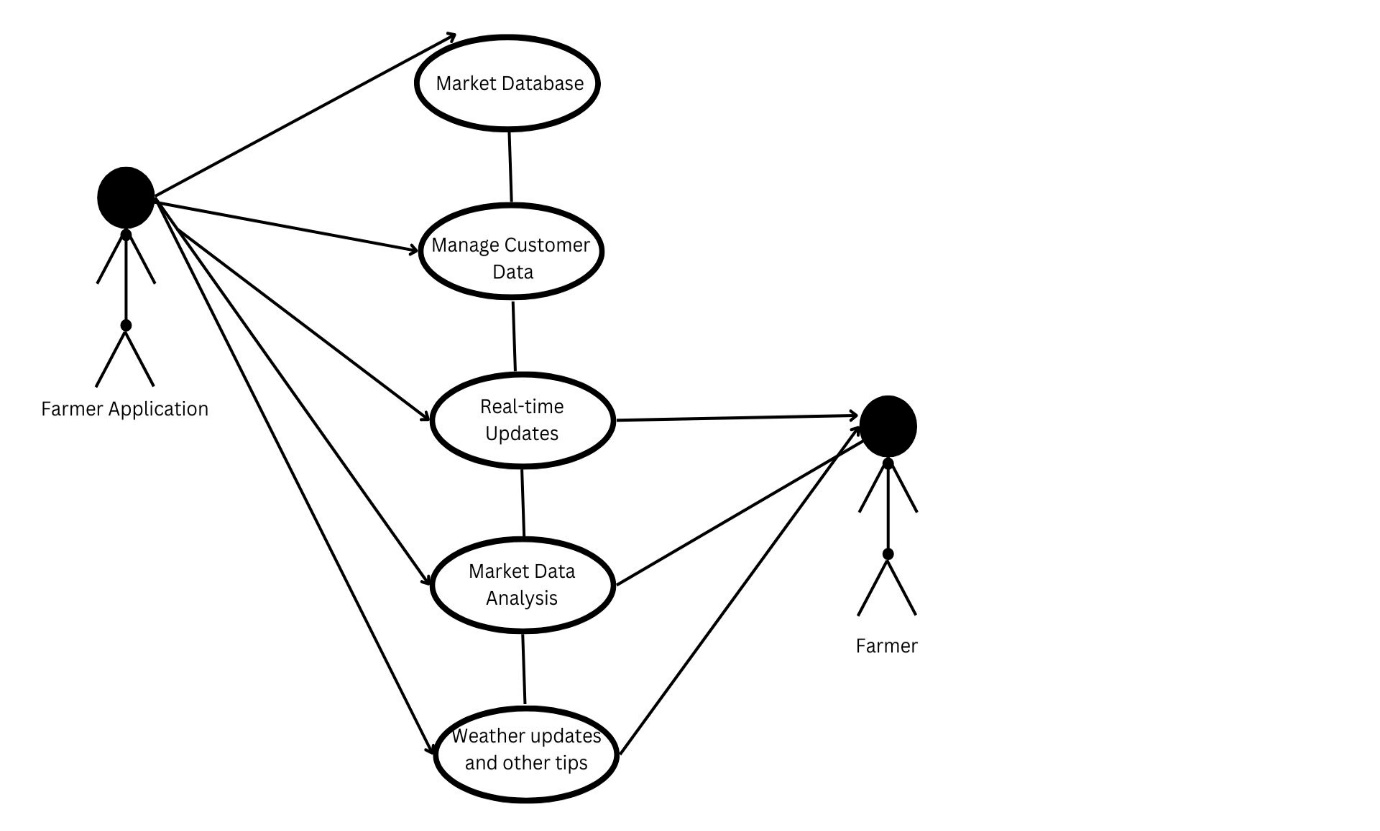 Market Database
Manage Customer
Data
Farmer Application
Real-time
Updates
Market Data
Analysis
Farmer
Weather updates
and other tips